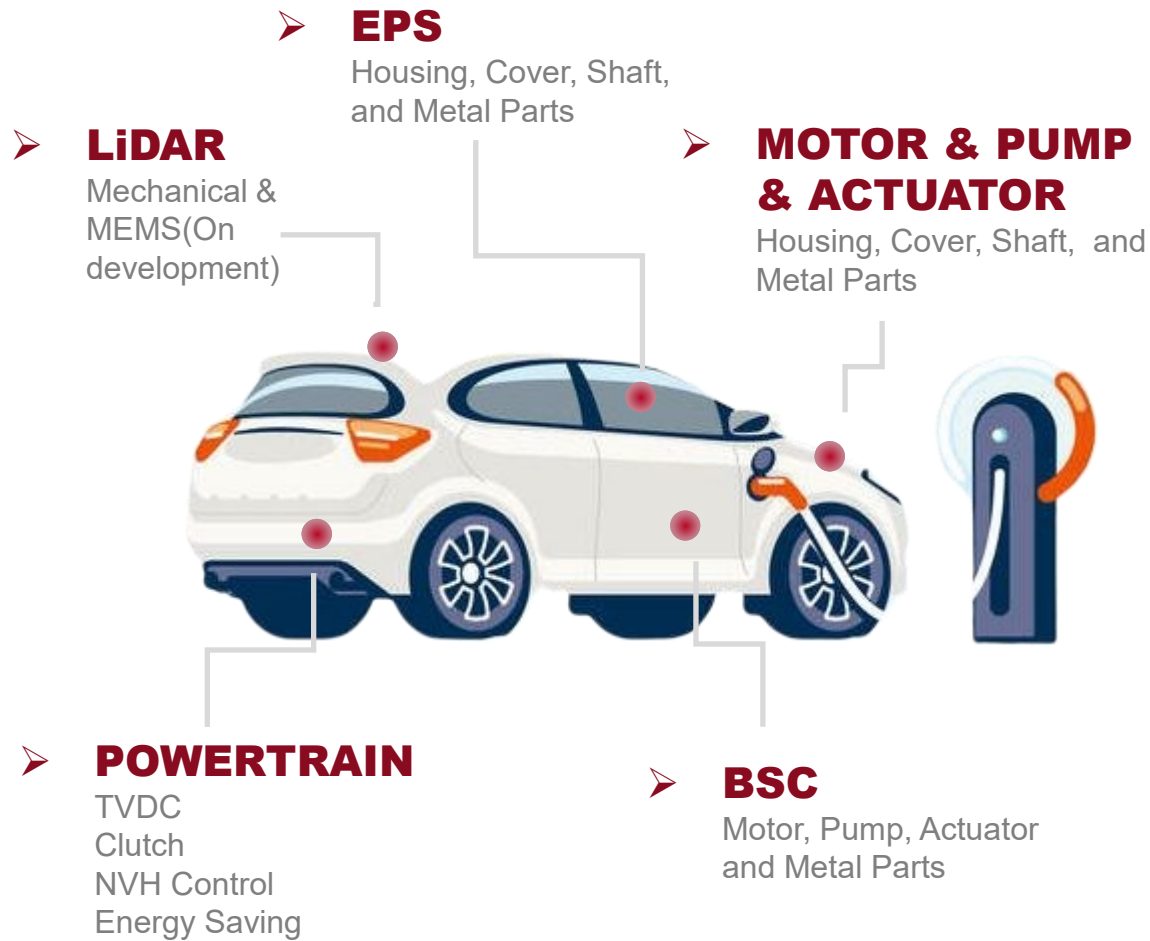 EPS
Housing, Cover, Shaft,
and Metal Parts
LiDAR
Mechanical &
MEMS(On
development)
MOTOR & PUMP
& ACTUATOR
Housing, Cover, Shaft,  and
Metal Parts
POWERTRAIN
TVDC
Clutch
NVH Control
Energy Saving
BSC
Motor, Pump, Actuator
and Metal Parts